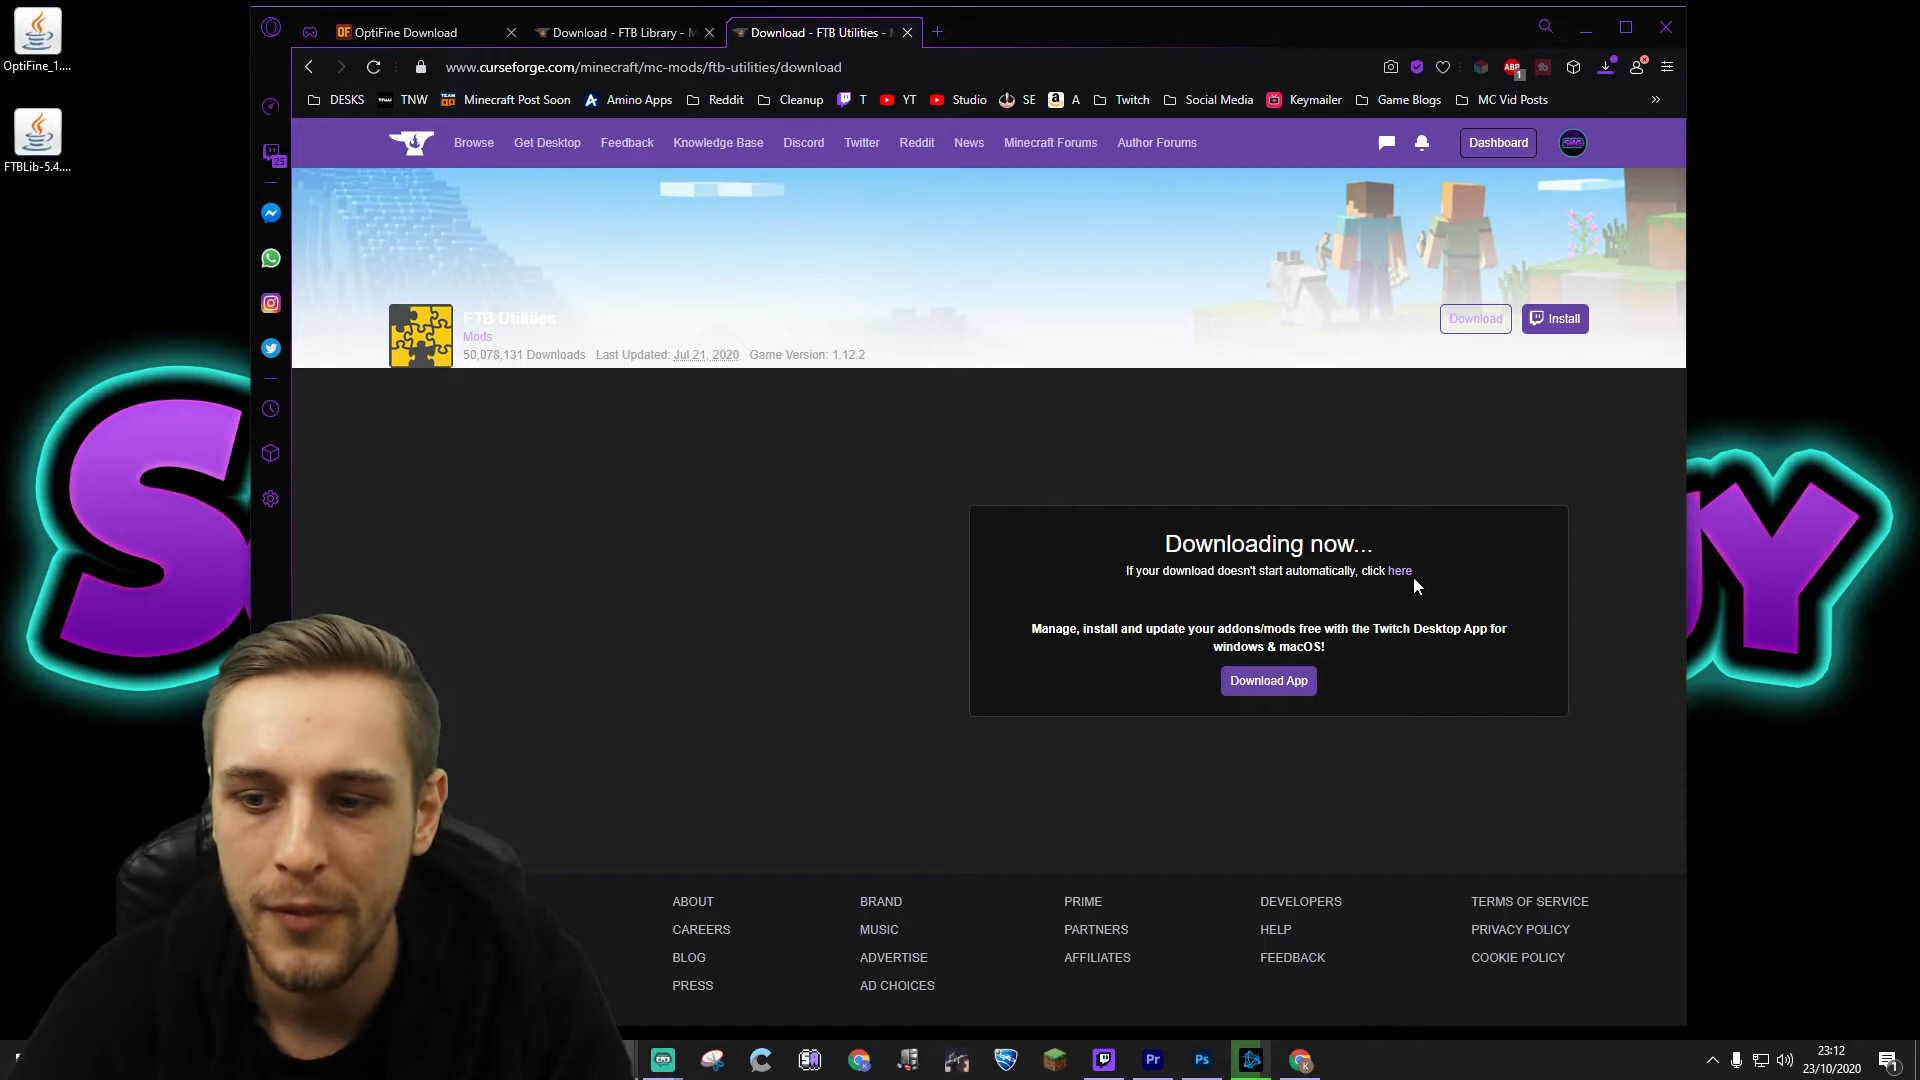 OptiFine_1....
FTBLib-5.4....
OptiFine Download
Download - FTB Library - M
Download - FTB Utilities - M
www.curseforge.com/minecraft/mc-mods/ftb-utilities/download
ABP
1
DESKS
TNW
Minecraft Post Soon
Amino Apps
Reddit
Cleanup
T
YT
Studio
SE
A
Twitch
Social Media
Keymailer
Game Blogs
MC Vid Posts
»
25
Browse
Get Desktop
Feedback
Knowledge Base
Discord
Twitter
Reddit
News
Minecraft Forums
Author Forums
Dashboard
FTB Utilities
Mods
50,078,131 Downloads Last Updated: Jul 21, 2020 Game Version: 1.12.2
Download
Install
Downloading now...
If your download doesn't start automatically, click here
Manage, install and update your addons/mods free with the Twitch Desktop App for
windows & macOS!
Download App
ABOUT
CAREERS
BLOG
PRESS
BRAND
MUSIC
ADVERTISE
AD CHOICES
PRIME
PARTNERS
AFFILIATES
DEVELOPERS
HELP
FEEDBACK
TERMS OF SERVICE
PRIVACY POLICY
COOKIE POLICY
S
Y
Pr
Ps
23:12
23/10/2020
1